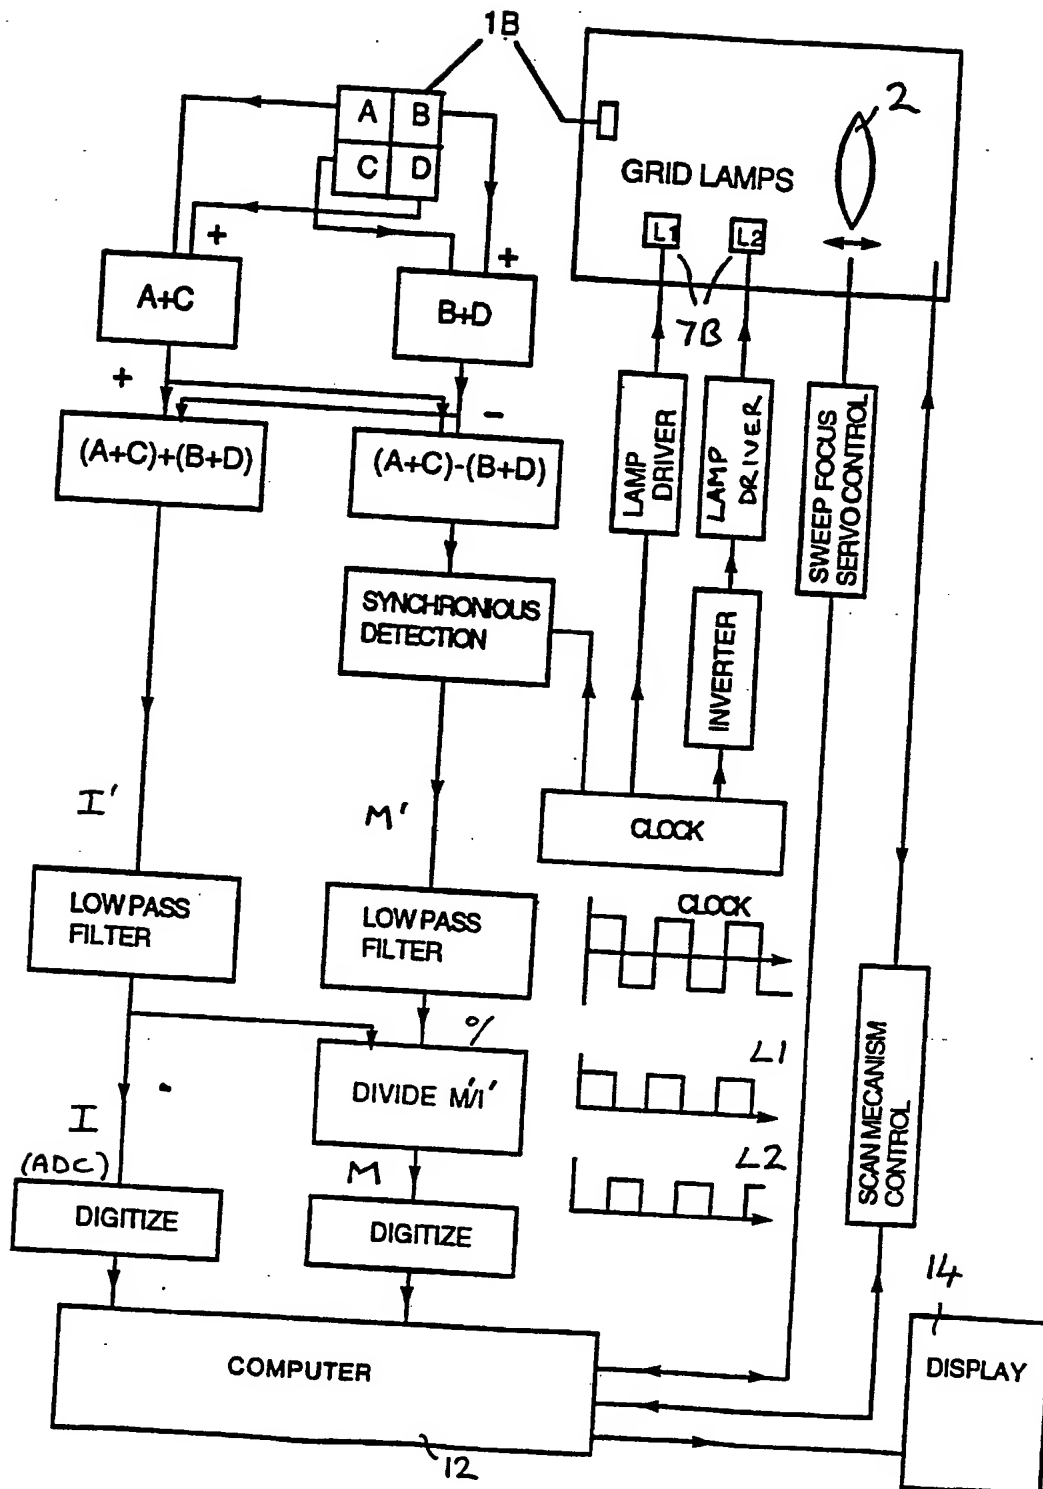 1B
A B
C D
2
GRID LAMPS
L1 L2
7B
+ +
A+C
B+D
+ -
(A+C)+(B+D)
(A+C)-(B+D)
LAMP
DRIVER
LAMP
DRIVER
SWEEP FOCUS
SERVO CONTROL
SYNCHRONIOUS
DETECTION
INVERTER
I'
M'
CLOCK
LOW PASS
FILTER
LOW PASS
FILTER
CLOCK
%
DIVIDE M'/I'
L1
I
(ADC)
M
L2
SCAN MECANISM
CONTROL
DIGITIZE
DIGITIZE
14
COMPUTER
DISPLAY
12